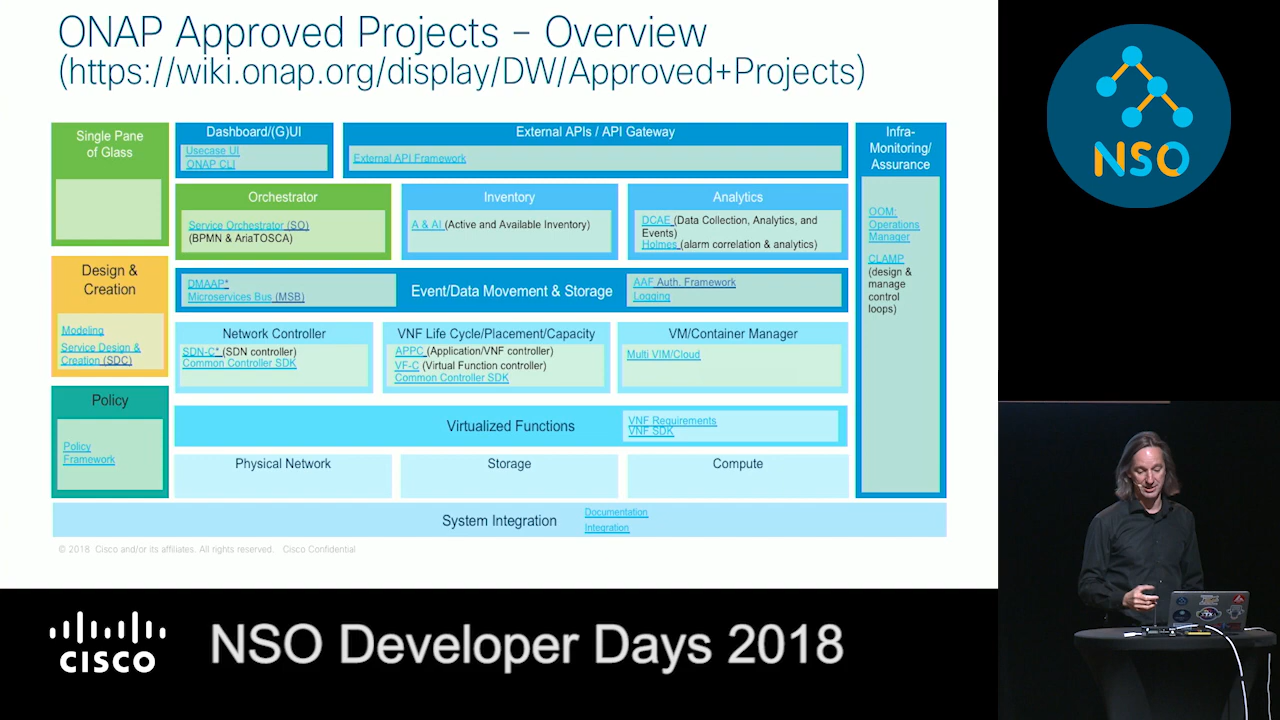 ONAP Approved Projects – Overview
(https://wiki.onap.org/display/DW/Approved+Projects)
Single Pane
of Glass
Dashboard/(G)UI
Usecase UI
ONAP CLI
External APIs / API Gateway
External API Framework
Infra-
Monitoring/
Assurance
OOM:
Operations
Manager
CLAMP
(design &
manage
control
loops)
Orchestrator
Service Orchestrator (SO)
(BPMN & AriaTOSCA)
Inventory
A & AI (Active and Available Inventory)
Analytics
DCAE (Data Collection, Analytics, and
Events)
Holmes (alarm correlation & analytics)
Design &
Creation
Modeling
Service Design &
Creation (SDC)
DMAAP*
Microservices Bus (MSB)
Event/Data Movement & Storage
AAF Auth. Framework
Logging
Network Controller
SDN-C* (SDN controller)
Common Controller SDK
VNF Life Cycle/Placement/Capacity
APPC (Application/VNF controller)
VF-C (Virtual Function controller)
Common Controller SDK
VM/Container Manager
Multi VIM/Cloud
Policy
Policy
Framework
Virtualized Functions
VNF Requirements
VNF SDK
Physical Network
Storage
Compute
System Integration
Documentation
Integration
© 2018 Cisco and/or its affiliates. All rights reserved. Cisco Confidential
NSO
CISCO
NSO Developer Days 2018